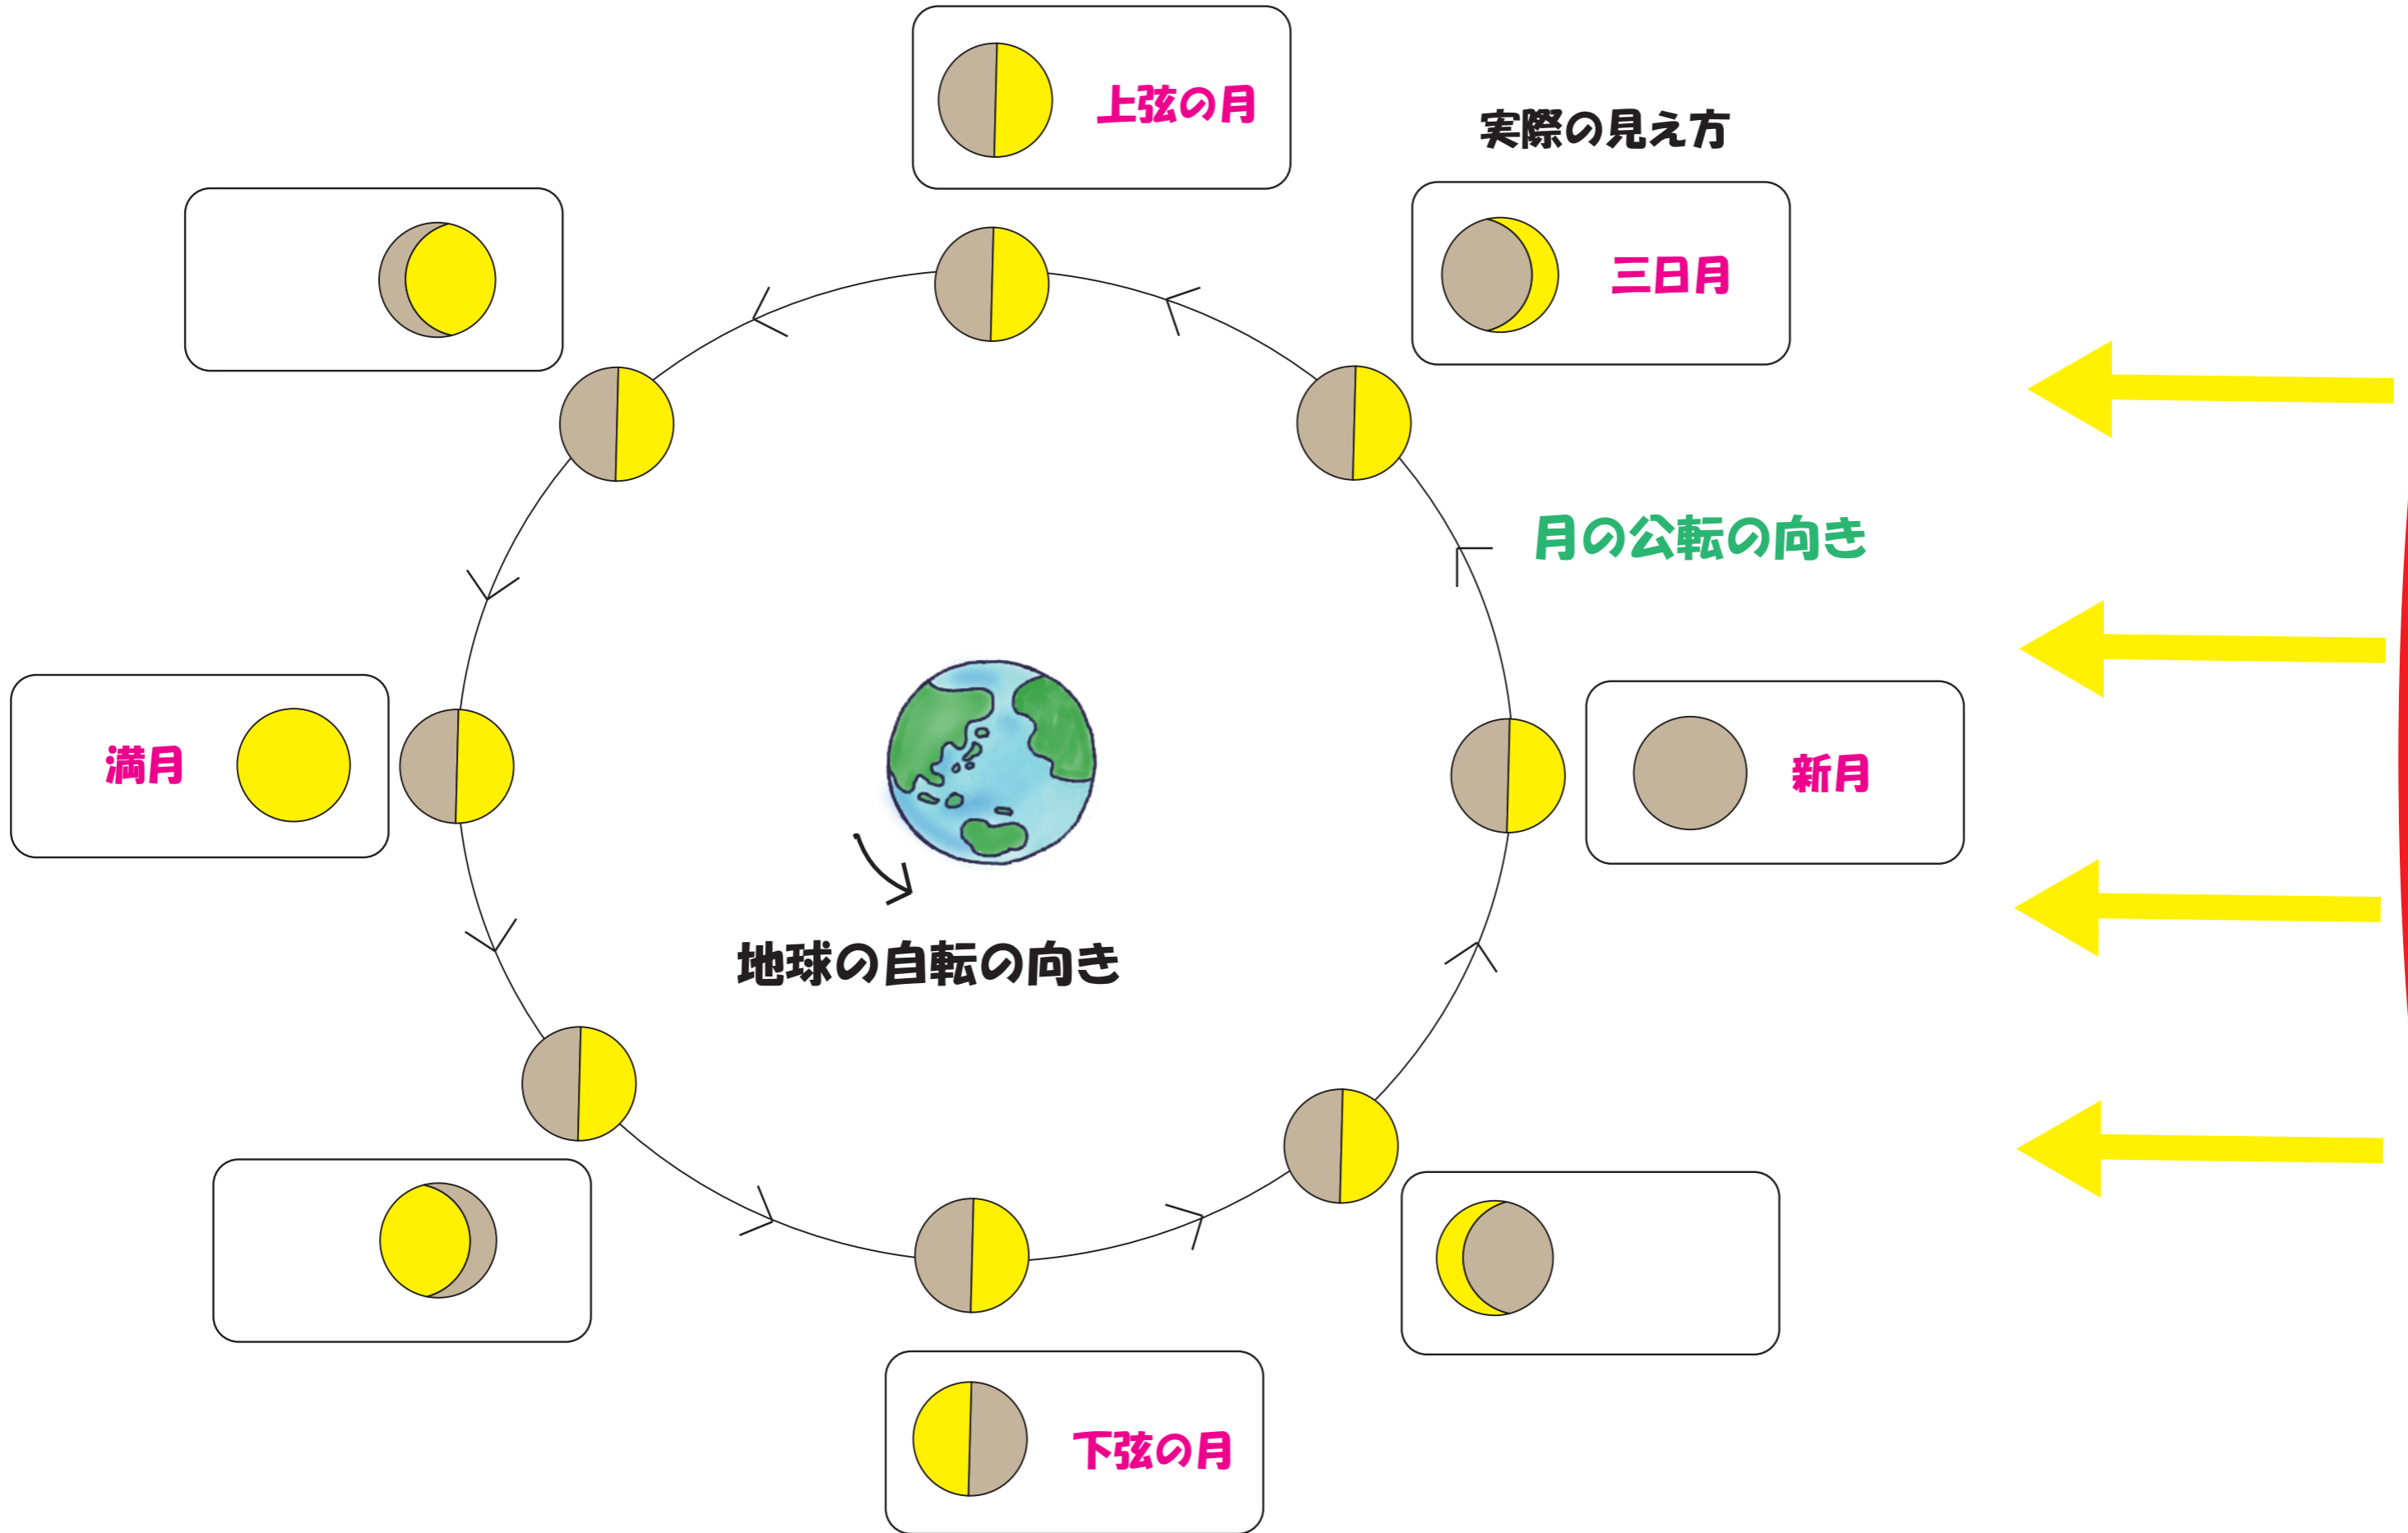 上弦の月
実際の見え方
三日月
月の公転の向き
満月
新月
地球の自転の向き
下弦の月